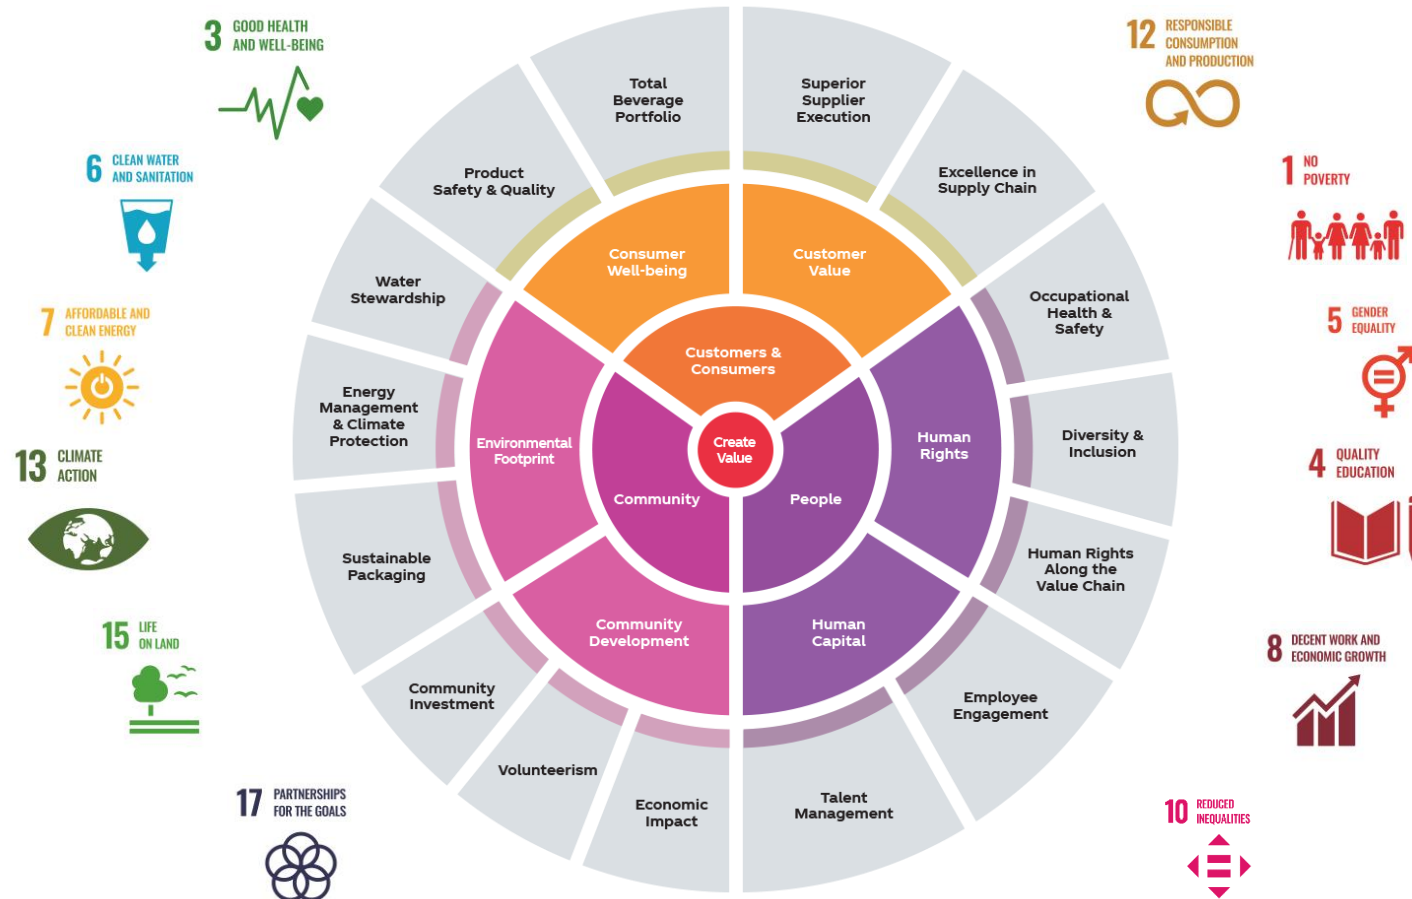 3 GOOD HEALTH
AND WELL-BEING
6 CLEAN WATER
AND SANITATION
7 AFFORDABLE AND
CLEAN ENERGY
13 CLIMATE
ACTION
15 LIFE
ON LAND
17 PARTNERSHIPS
FOR THE GOALS
Total
Beverage
Portfolio
Superior
Supplier
Execution
Product
Safety & Quality
Excellence in
Supply Chain
Water
Stewardship
Occupational
Health &
Safety
Energy
Management
& Climate
Protection
Diversity &
Inclusion
Sustainable
Packaging
Human Rights
Along the
Value Chain
Community
Investment
Employee
Engagement
Volunteerism
Economic
Impact
Talent
Management
Consumer
Well-being
Customer
Value
Environmental
Footprint
Human
Rights
Community
Development
Human
Capital
Customers &
Consumers
Community
People
Create
Value
12 RESPONSIBLE
CONSUMPTION
AND PRODUCTION
1 NO
POVERTY
5 GENDER
EQUALITY
4 QUALITY
EDUCATION
8 DECENT WORK AND
ECONOMIC GROWTH
10 REDUCED
INEQUALITIES